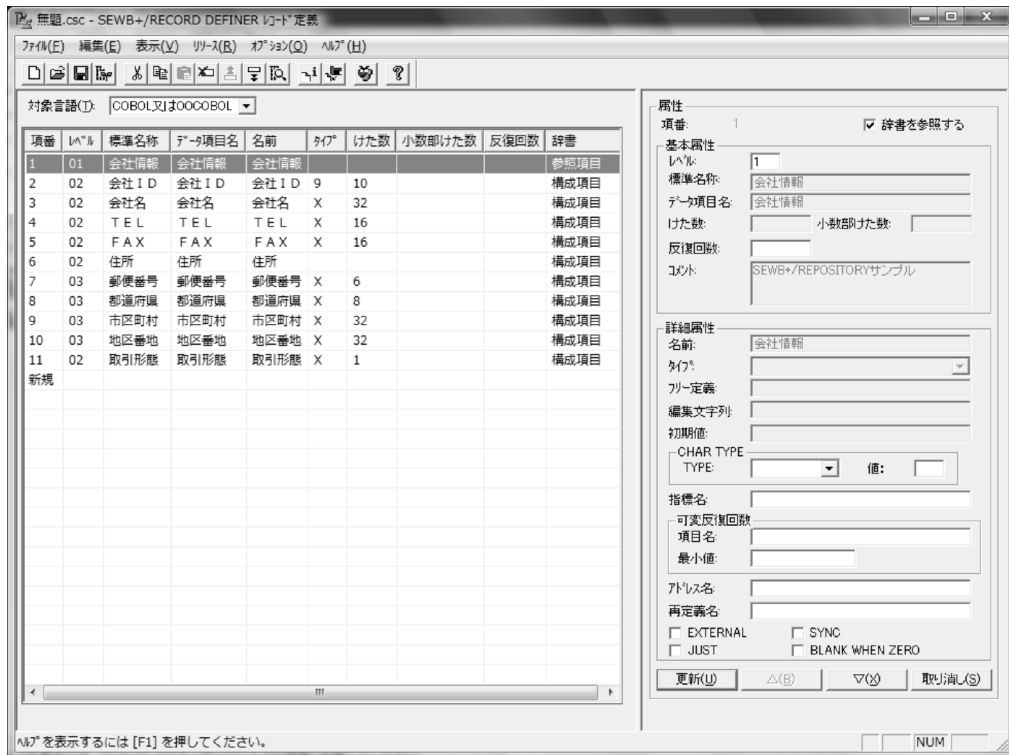 無題.csc - SEWB+/RECORD DEFINER ﾚｺｰﾄﾞ定義
ﾌｧｲﾙ(F) 編集(E) 表示(V) ﾘﾘｰｽ(R) ｵﾌﾟｼｮﾝ(O) ﾍﾙﾌﾟ(H)
対象言語(T): COBOL又はOOCOBOL
項番 ﾚﾍﾞﾙ 標準名称 ﾃﾞｰﾀ項目名 名前 ﾀｲﾌﾟ けた数 小数部けた数 反復回数 辞書
1 01 会社情報 会社情報 会社情報 参照項目
2 02 会社ＩＤ 会社ＩＤ 会社ＩＤ 9 10 構成項目
3 02 会社名 会社名 会社名 X 32 構成項目
4 02 ＴＥＬ ＴＥＬ ＴＥＬ X 16 構成項目
5 02 ＦＡＸ ＦＡＸ ＦＡＸ X 16 構成項目
6 02 住所 住所 住所 構成項目
7 03 郵便番号 郵便番号 郵便番号 X 6 構成項目
8 03 都道府県 都道府県 都道府県 X 8 構成項目
9 03 市区町村 市区町村 市区町村 X 32 構成項目
10 03 地区番地 地区番地 地区番地 X 32 構成項目
11 02 取引形態 取引形態 取引形態 X 1 構成項目
新規
属性
項番: 1 辞書を参照する
基本属性
ﾚﾍﾞﾙ: 1
標準名称: 会社情報
ﾃﾞｰﾀ項目名: 会社情報
けた数: 小数部けた数:
反復回数:
ｺﾒﾝﾄ: SEWB+/REPOSITORYサンプル
詳細属性
名前: 会社情報
ﾀｲﾌﾟ:
ﾌﾘｰ定義:
編集文字列:
初期値:
CHAR TYPE
TYPE: 値:
指標名:
可変反復回数
項目名:
最小値:
ｱﾄﾞﾚｽ名:
再定義名:
EXTERNAL SYNC
JUST BLANK WHEN ZERO
更新(U) △(B) ▽(X) 取り消し(S)
ﾍﾙﾌﾟを表示するには [F1] を押してください。 NUM